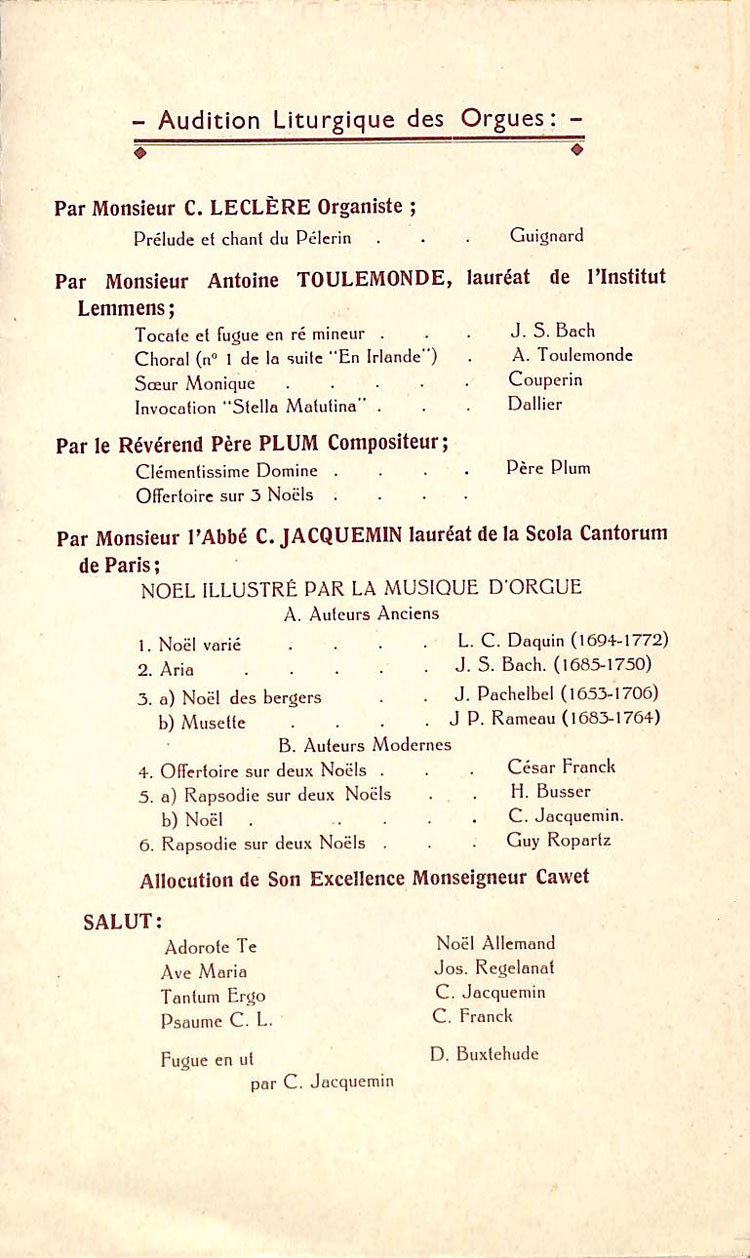 - Audition Liturgique des Orgues: -
Par Monsieur C. LECLÈRE Organiste ;
Prélude et chant du Pélerin . . . Guignard
Par Monsieur Antoine TOULEMONDE, lauréat de l'Institut
Lemmens ;
Tocate et fugue en ré mineur . . . J. S. Bach
Choral (nº 1 de la suite "En Irlande") . A. Toulemonde
Sœur Monique . . . . . Couperin
Invocation "Stella Matutina" . . . Dallier
Par le Révérend Père PLUM Compositeur ;
Clémentissime Domine . . . . Père Plum
Offertoire sur 3 Noëls . . . .
Par Monsieur l'Abbé C. JACQUEMIN lauréat de la Scola Cantorum
de Paris ;
NOEL ILLUSTRÉ PAR LA MUSIQUE D'ORGUE
A. Auteurs Anciens
1. Noël varié . . . . L. C. Daquin (1694-1772)
2. Aria . . . . . J. S. Bach. (1685-1750)
3. a) Noël des bergers . . J. Pachelbel (1653-1706)
b) Musette . . . . J P. Rameau (1683-1764)
B. Auteurs Modernes
4. Offertoire sur deux Noëls . . . César Franck
5. a) Rapsodie sur deux Noëls . . H. Busser
b) Noël . . . . . C. Jacquemin.
6. Rapsodie sur deux Noëls . . . Guy Ropartz
Allocution de Son Excellence Monseigneur Cawet
SALUT :
Adorote Te Noël Allemand
Ave Maria Jos. Regelanat
Tantum Ergo C. Jacquemin
Psaume C. L. C. Franck
Fugue en ut D. Buxtehude
par C. Jacquemin